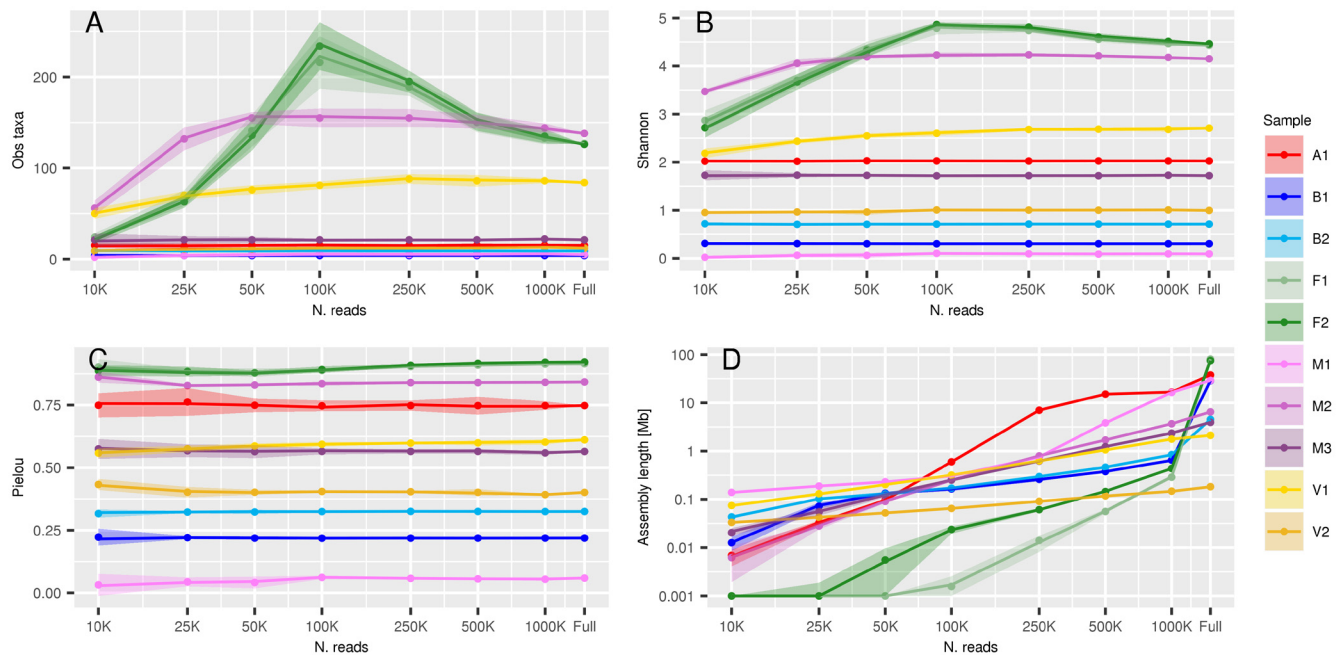 A
Obs taxa
200
100
0
10K 25K 50K 100K 250K 500K 1000K Full
N. reads
B
Shannon
5
4
3
2
1
0
10K 25K 50K 100K 250K 500K 1000K Full
N. reads
C
Pielou
0.75
0.50
0.25
0.00
10K 25K 50K 100K 250K 500K 1000K Full
N. reads
D
Assembly length [Mb]
100
10
1
0.1
0.01
0.001
10K 25K 50K 100K 250K 500K 1000K Full
N. reads
Sample
A1
B1
B2
F1
F2
M1
M2
M3
V1
V2